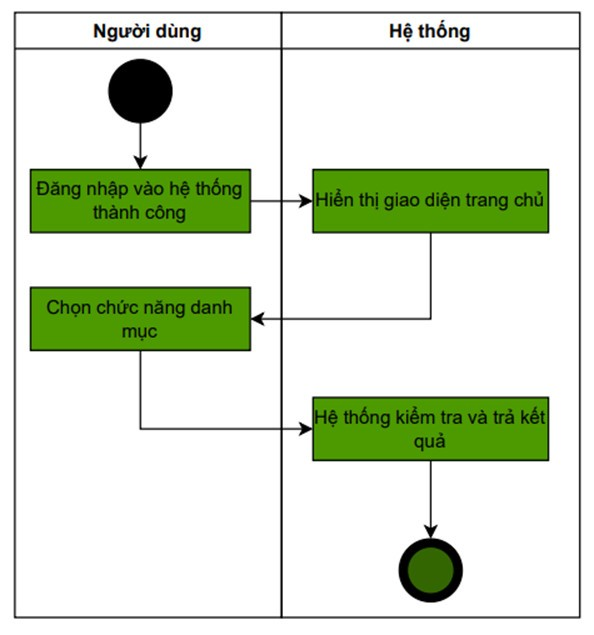 Người dùng
Hệ thống
Đăng nhập vào hệ thống
thành công
Hiển thị giao diện trang chủ
Chọn chức năng danh
mục
Hệ thống kiểm tra và trả kết
quả